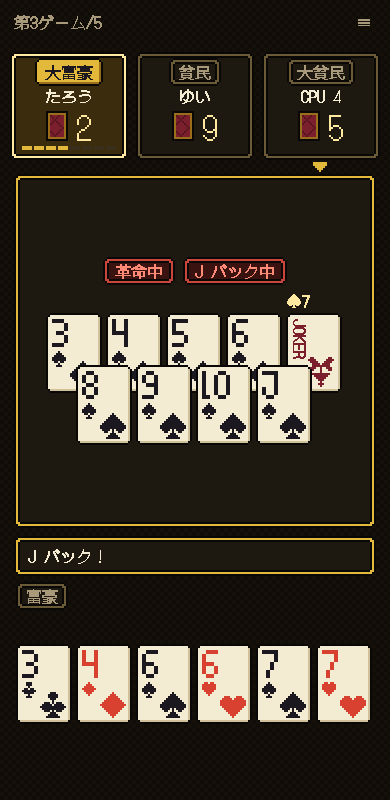 第3ゲーム/5
大富豪 貧民 大貧民
たろう ゆい CPU 4
2 9 5
革命中 J バック中
♠7
3 4 5 6 JOKER
8 9 10 J
J バック！
富豪
3 4 6 6 7 7